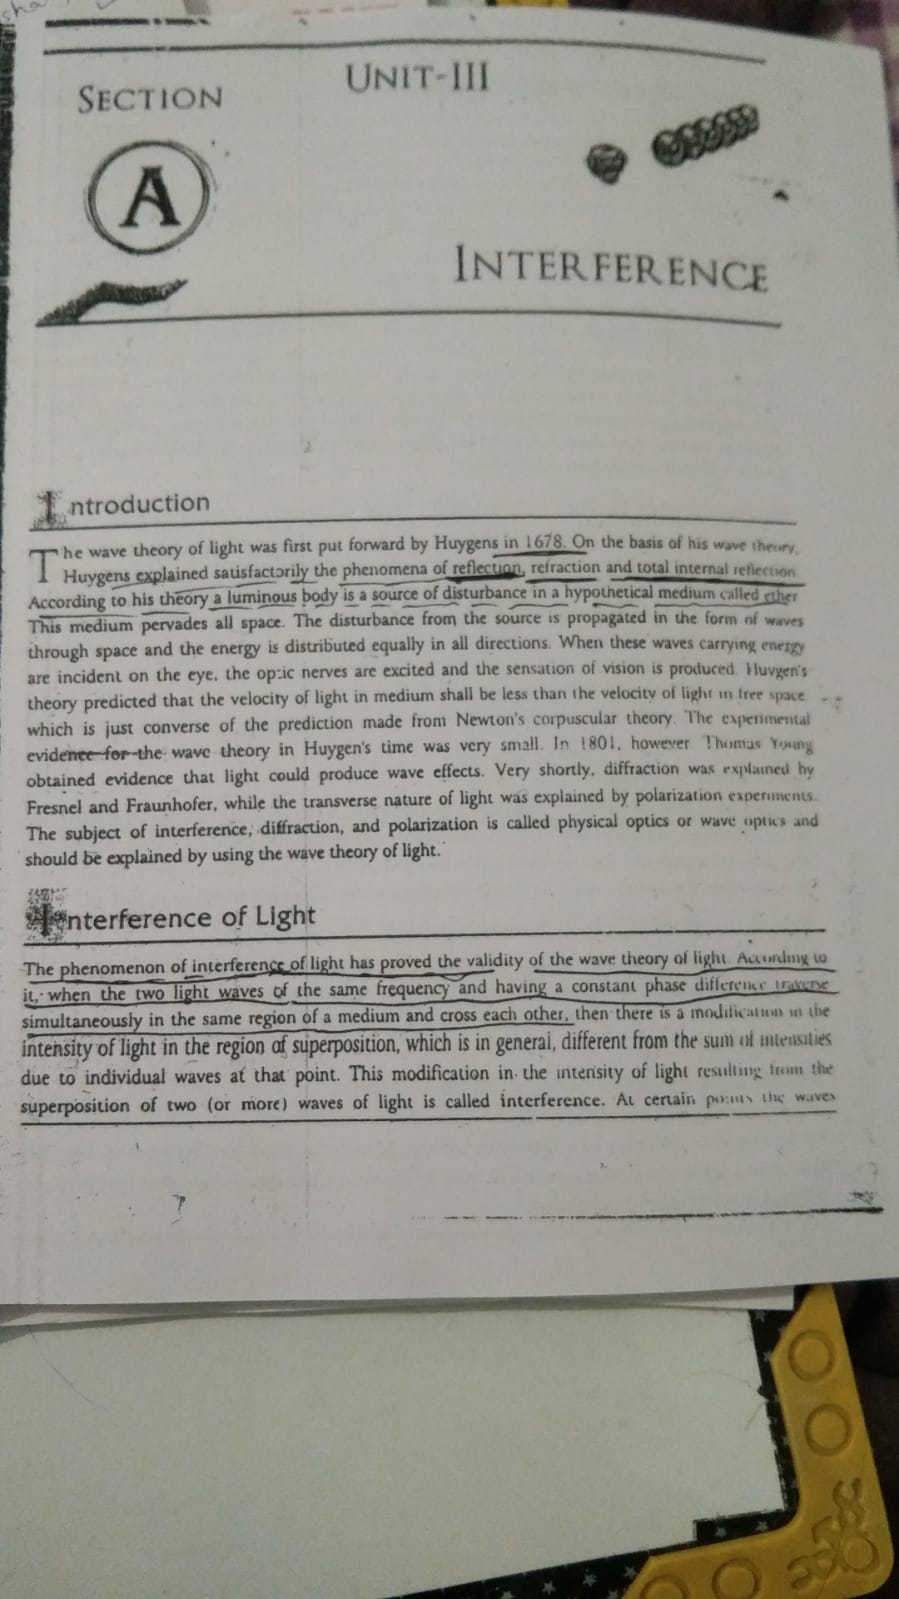 SECTION
UNIT-III
A
INTERFERENCE
Introduction
The wave theory of light was first put forward by Huygens in 1678. On the basis of his wave theory,
Huygens explained satisfactorily the phenomena of reflection, refraction and total internal reflection.
According to his theory a luminous body is a source of disturbance in a hypothetical medium called ether
This medium pervades all space. The disturbance from the source is propagated in the form of waves
through space and the energy is distributed equally in all directions. When these waves carrying energy
are incident on the eye, the optic nerves are excited and the sensation of vision is produced. Huygen's
theory predicted that the velocity of light in medium shall be less than the velocity of light in free space
which is just converse of the prediction made from Newton's corpuscular theory. The experimental
evidence for the wave theory in Huygen's time was very small. In 1801, however Thomas Young
obtained evidence that light could produce wave effects. Very shortly, diffraction was explained by
Fresnel and Fraunhofer, while the transverse nature of light was explained by polarization experiments.
The subject of interference, diffraction, and polarization is called physical optics or wave optics and
should be explained by using the wave theory of light.
Interference of Light
The phenomenon of interference of light has proved the validity of the wave theory of light. According to
it, when the two light waves of the same frequency and having a constant phase difference traverse
simultaneously in the same region of a medium and cross each other, then there is a modification in the
intensity of light in the region of superposition, which is in general, different from the sum of intensities
due to individual waves at that point. This modification in the intensity of light resulting from the
superposition of two (or more) waves of light is called interference. At certain points the waves